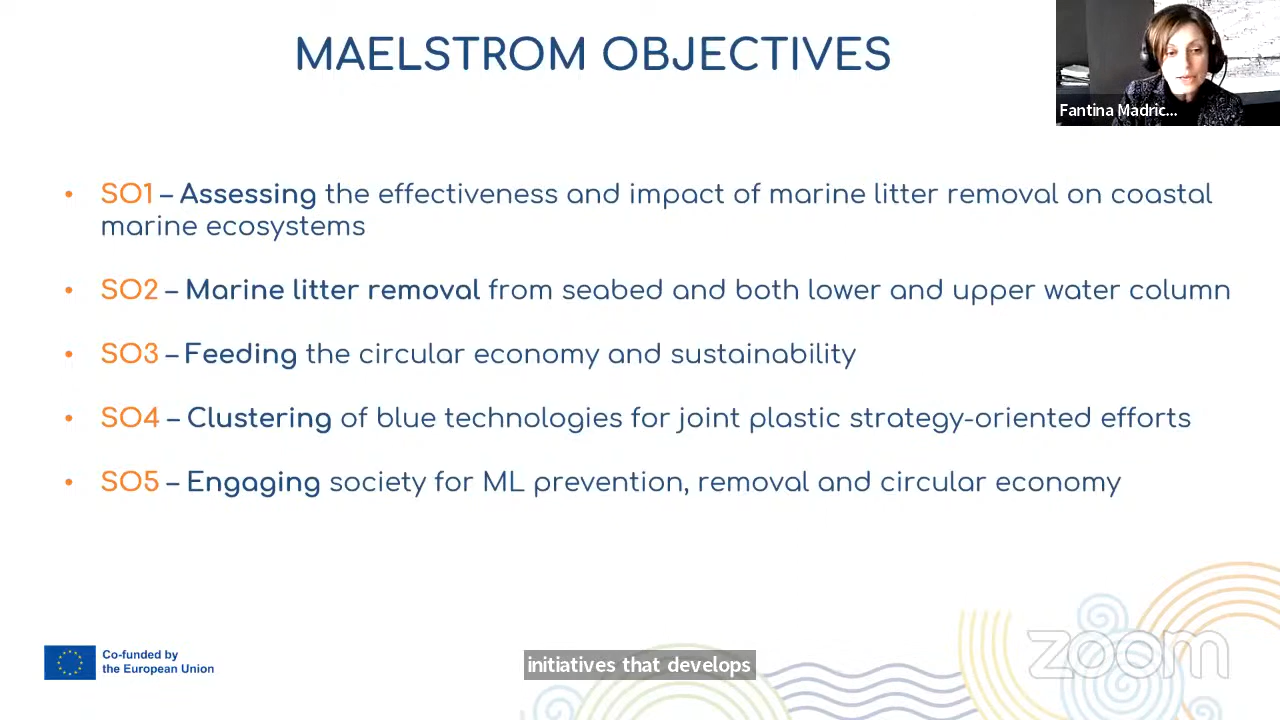 MAELSTROM OBJECTIVES
Fantina Madric...
• SO1 – Assessing the effectiveness and impact of marine litter removal on coastal
marine ecosystems
• SO2 – Marine litter removal from seabed and both lower and upper water column
• SO3 – Feeding the circular economy and sustainability
• SO4 – Clustering of blue technologies for joint plastic strategy-oriented efforts
• SO5 – Engaging society for ML prevention, removal and circular economy
Co-funded by
the European Union
initiatives that develops
zoom